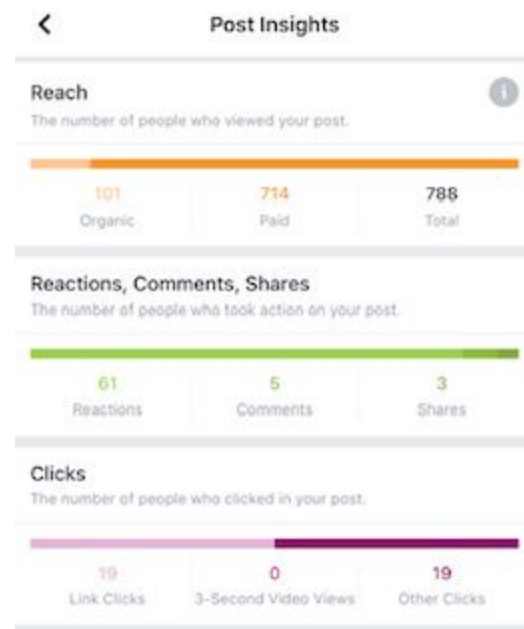 Post Insights
Reach
The number of people who viewed your post.
101 714 788
Organic Paid Total
Reactions, Comments, Shares
The number of people who took action on your post.
61 5 3
Reactions Comments Shares
Clicks
The number of people who clicked in your post.
19 0 19
Link Clicks 3-Second Video Views Other Clicks